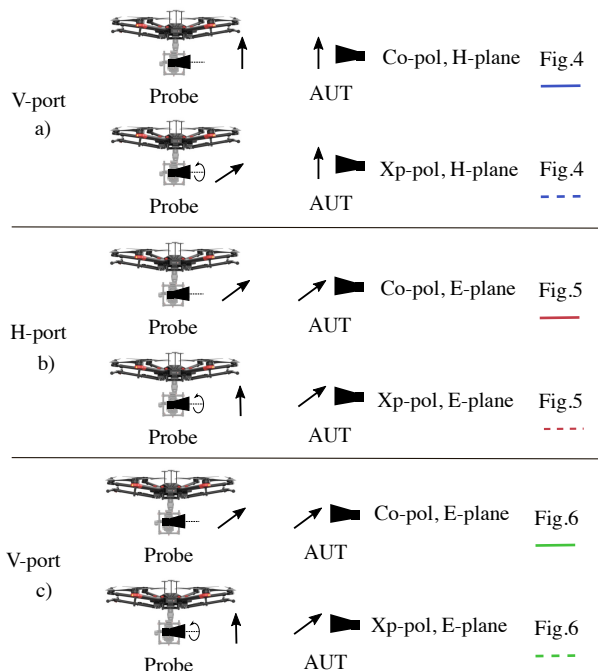 Co-pol, H-plane Fig.4
Probe AUT
V-port
a)
Xp-pol, H-plane Fig.4
Probe AUT
Co-pol, E-plane Fig.5
Probe AUT
H-port
b)
Xp-pol, E-plane Fig.5
Probe AUT
Co-pol, E-plane Fig.6
Probe AUT
V-port
c)
Xp-pol, E-plane Fig.6
Probe AUT